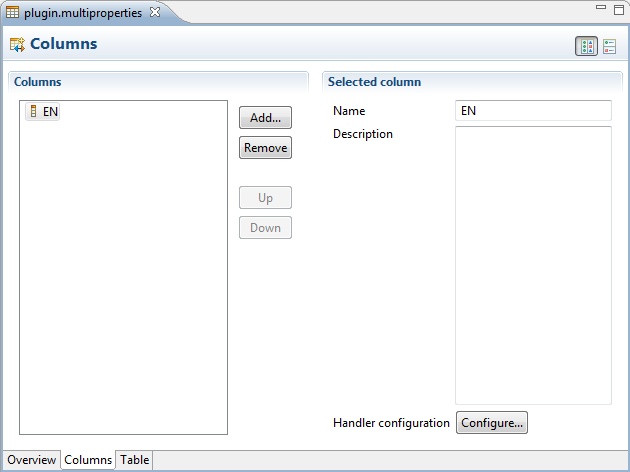 plugin.multiproperties
Columns
Columns
EN
Add...
Remove
Up
Down
Selected column
Name
EN
Description
Handler configuration
Configure...
Overview
Columns
Table